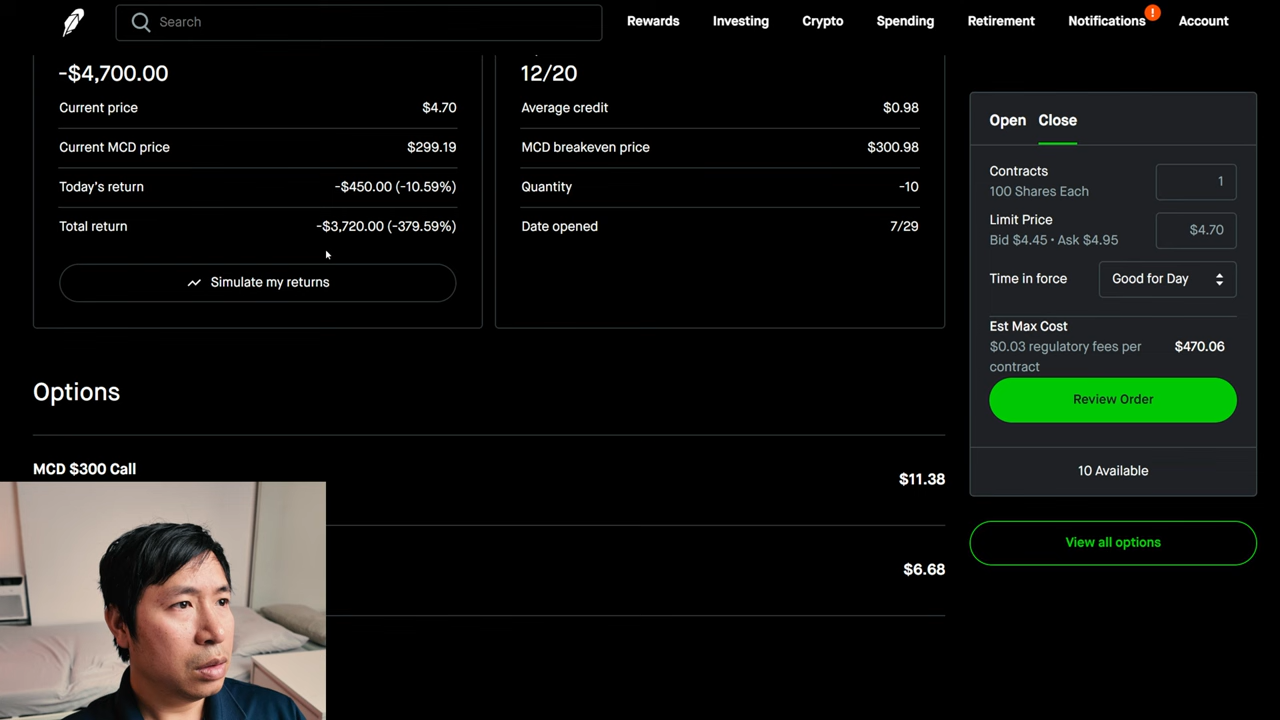 Search
Rewards
Investing
Crypto
Spending
Retirement
Notifications
!
Account
-$4,700.00
Current price $4.70
Current MCD price $299.19
Today's return -$450.00 (-10.59%)
Total return -$3,720.00 (-379.59%)
Simulate my returns
12/20
Average credit $0.98
MCD breakeven price $300.98
Quantity -10
Date opened 7/29
Open Close
Contracts
100 Shares Each
1
Limit Price
Bid $4.45 • Ask $4.95
$4.70
Time in force Good for Day
Est Max Cost
$0.03 regulatory fees per
contract
$470.06
Review Order
10 Available
View all options
Options
MCD $300 Call
$11.38
$6.68